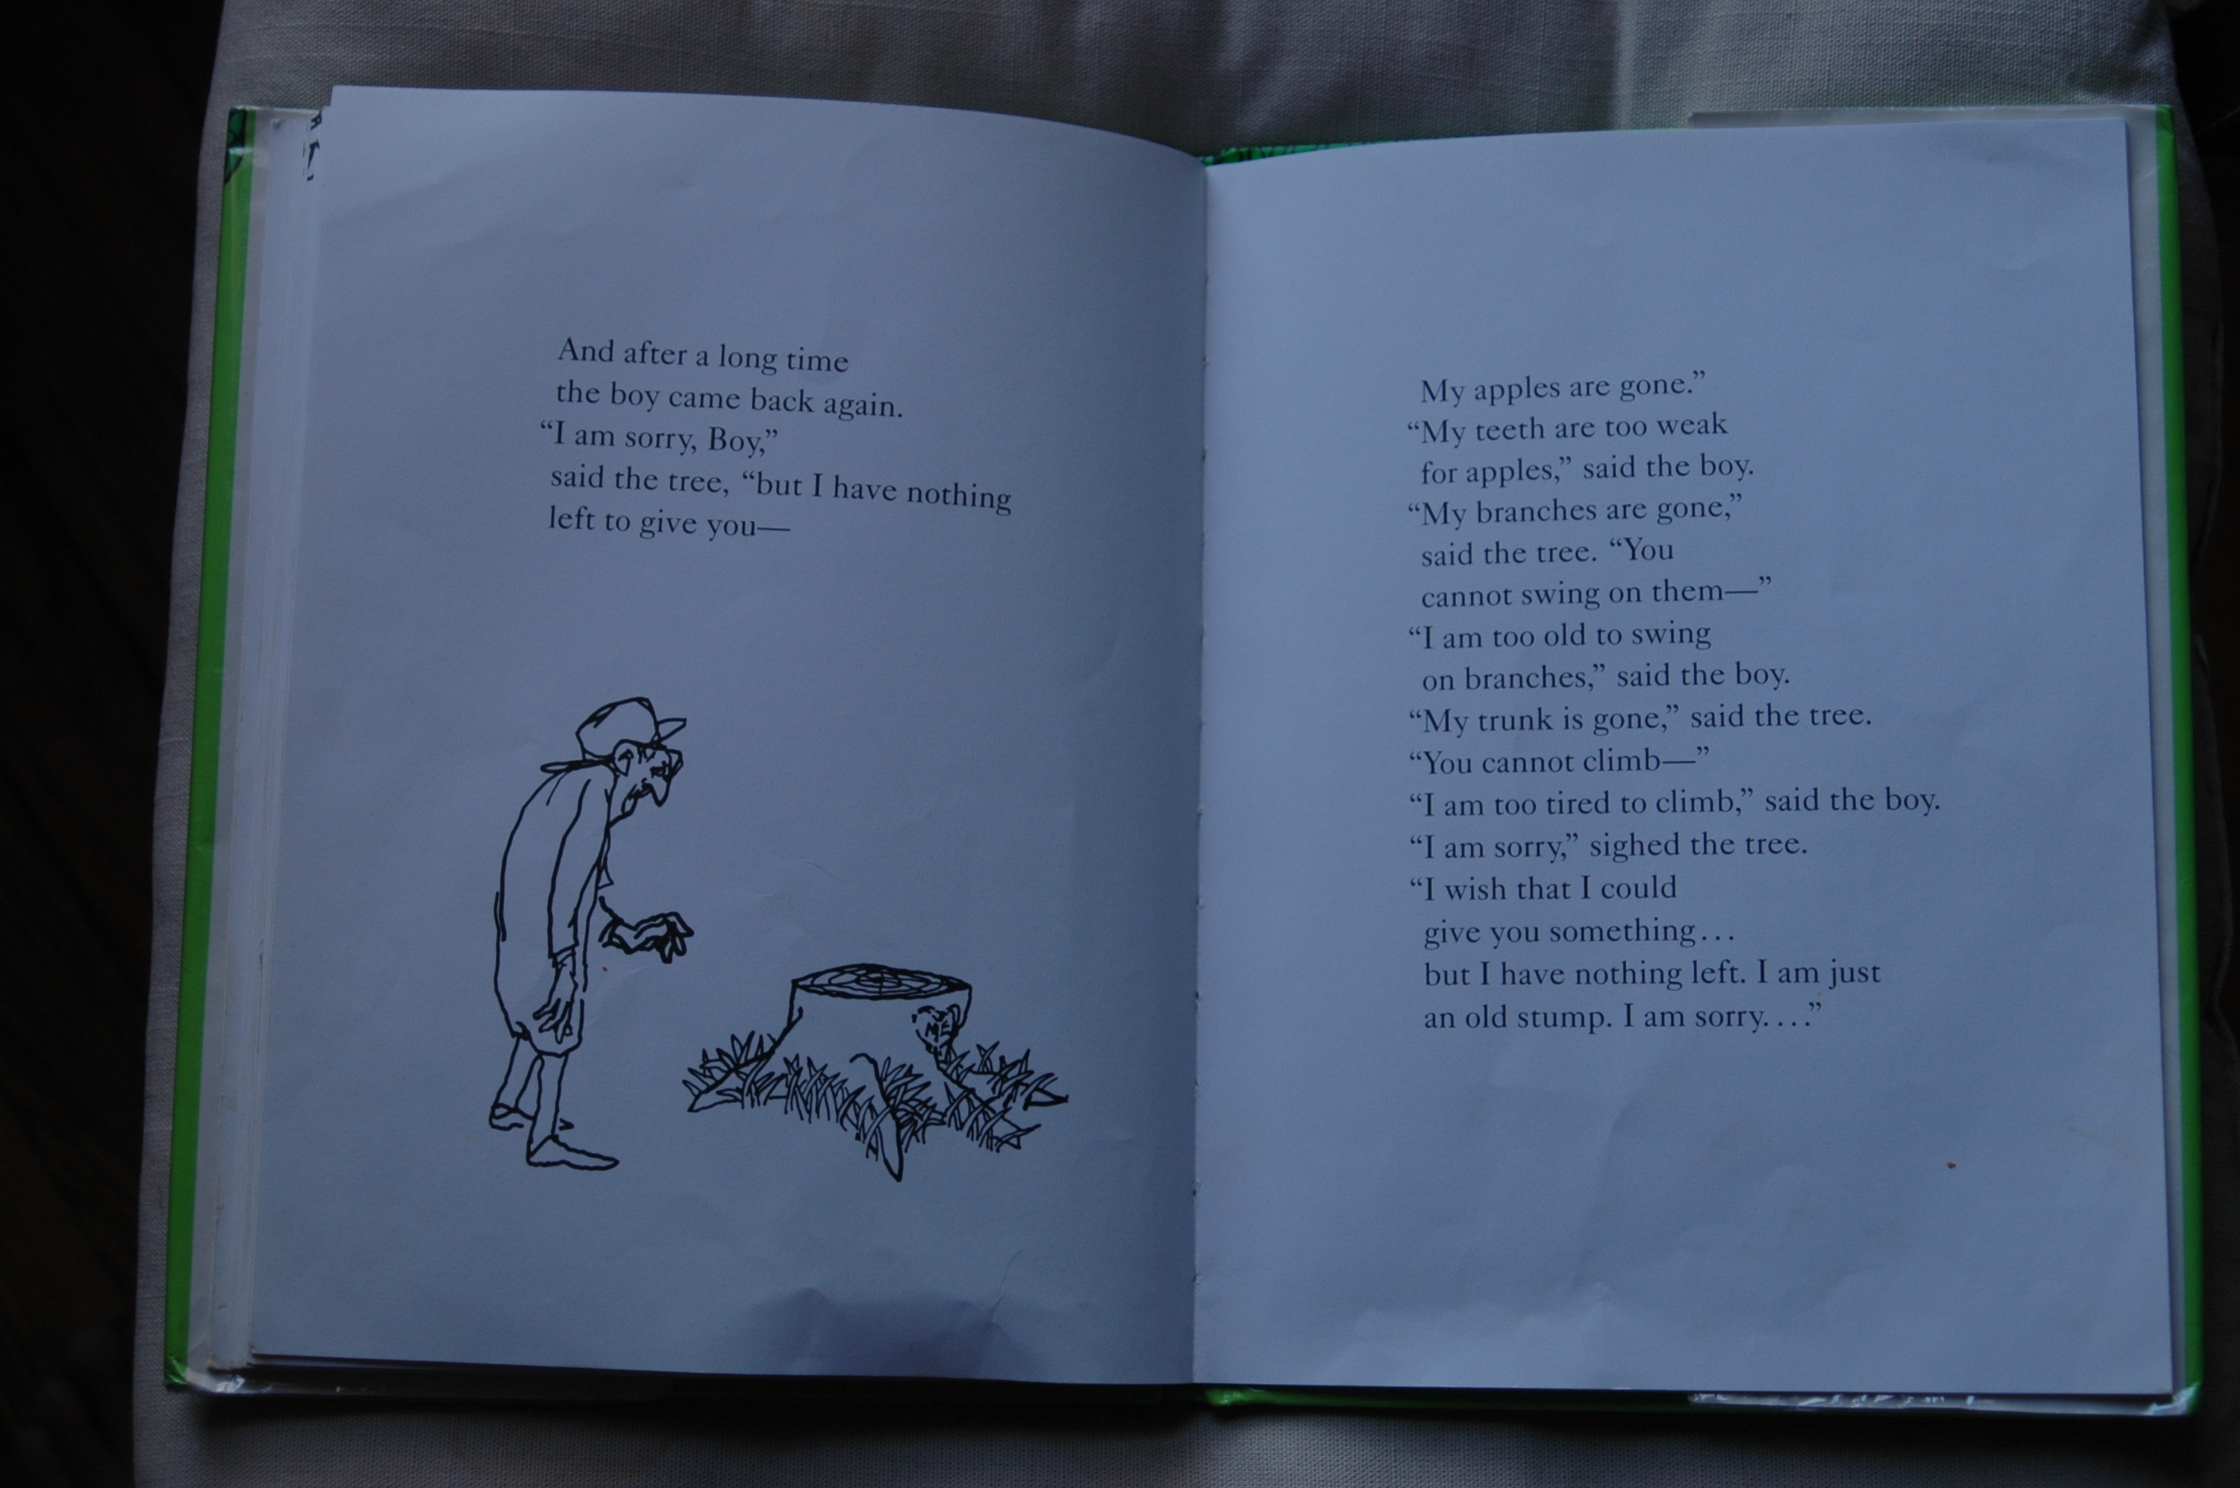 And after a long time
the boy came back again.
“I am sorry, Boy,”
said the tree, “but I have nothing
left to give you—
My apples are gone.”
“My teeth are too weak
for apples,” said the boy.
“My branches are gone,”
said the tree. “You
cannot swing on them—”
“I am too old to swing
on branches,” said the boy.
“My trunk is gone,” said the tree.
“You cannot climb—”
“I am too tired to climb,” said the boy.
“I am sorry,” sighed the tree.
“I wish that I could
give you something...
but I have nothing left. I am just
an old stump. I am sorry....”